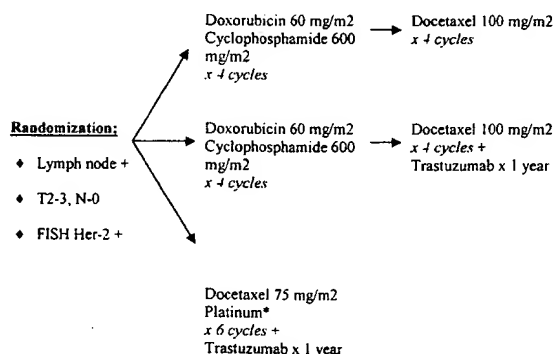 Doxorubicin 60 mg/m2
Cyclophosphamide 600
mg/m2
x 4 cycles
Docetaxel 100 mg/m2
x 4 cycles
Randomization:
♦ Lymph node +
♦ T2-3, N-0
♦ FISH Her-2 +
Doxorubicin 60 mg/m2
Cyclophosphamide 600
mg/m2
x 4 cycles
Docetaxel 100 mg/m2
x 4 cycles +
Trastuzumab x 1 year
Docetaxel 75 mg/m2
Platinum*
x 6 cycles +
Trastuzumab x 1 year